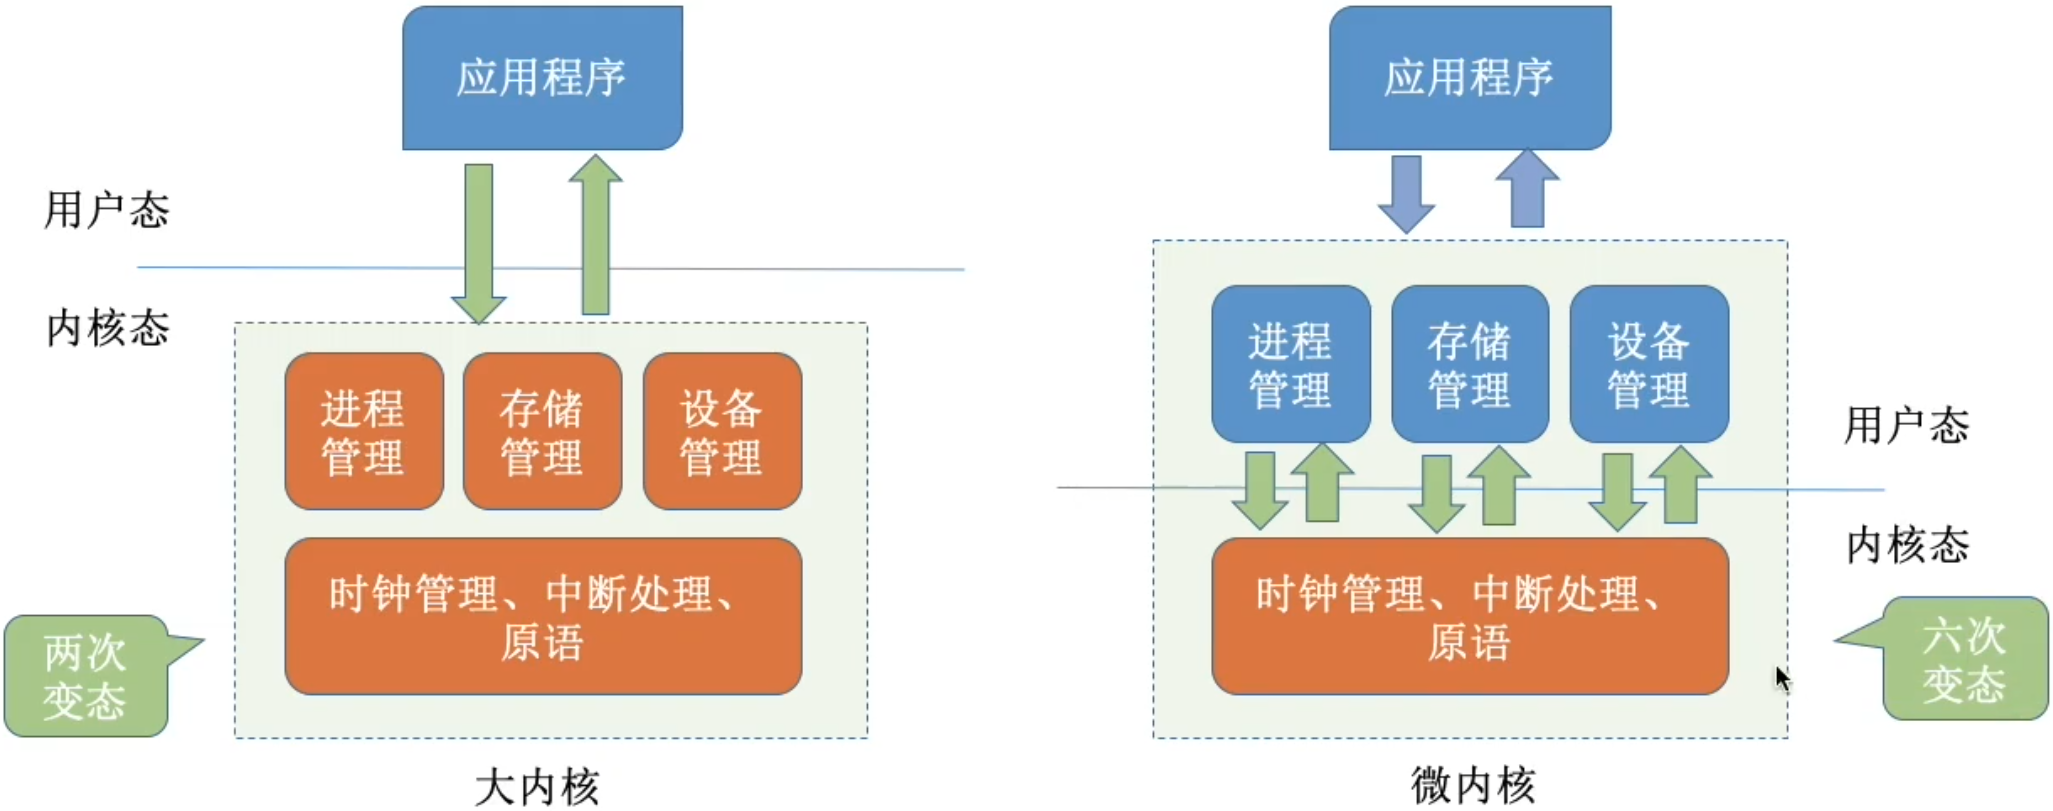 应用程序
用户态
内核态
进程
管理
存储
管理
设备
管理
时钟管理、中断处理、
原语
两次
变态
大内核
应用程序
进程
管理
存储
管理
设备
管理
用户态
内核态
时钟管理、中断处理、
原语
六次
变态
微内核